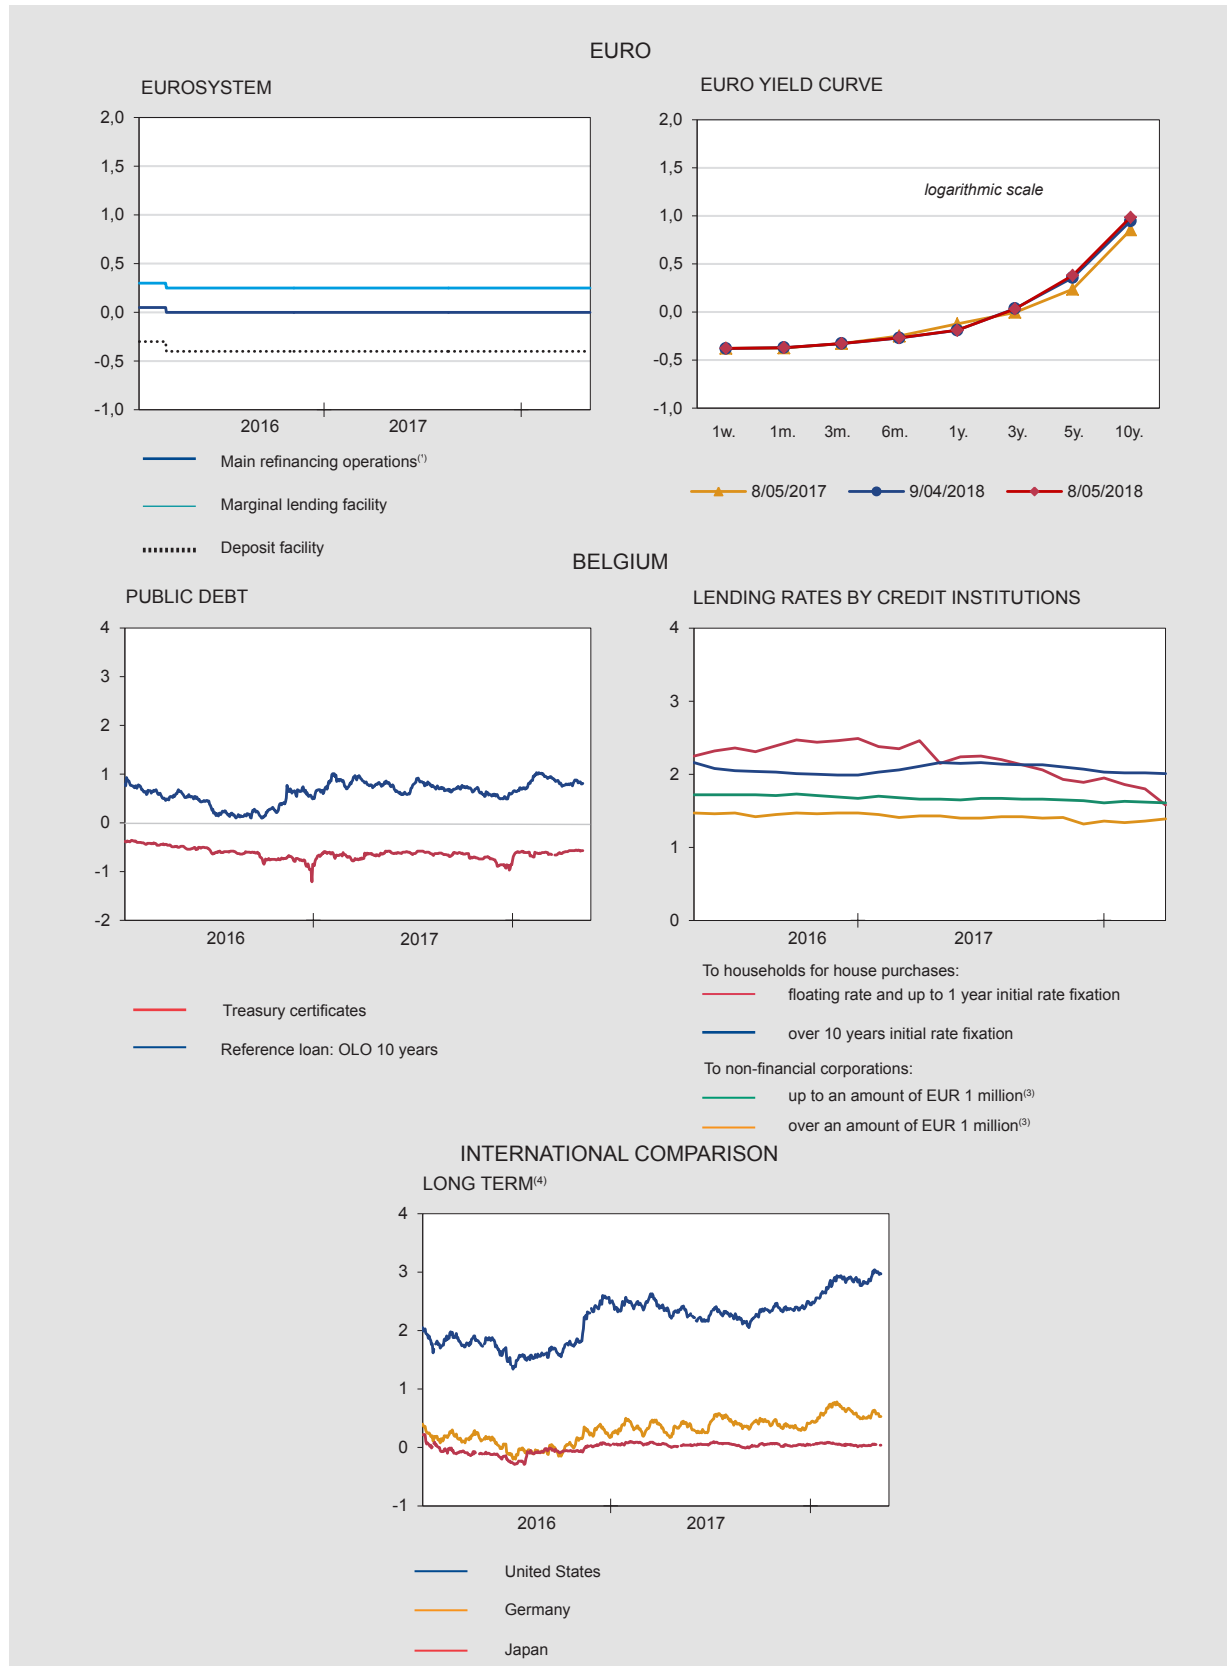 EURO
EUROSYSTEM
2,0
1,5
1,0
0,5
0,0
-0,5
-1,0
2016 2017
Main refinancing operations(¹)
Marginal lending facility
Deposit facility
EURO YIELD CURVE
2,0
1,5
1,0
0,5
0,0
-0,5
-1,0
logarithmic scale
1w. 1m. 3m. 6m. 1y. 3y. 5y. 10y.
8/05/2017 9/04/2018 8/05/2018
BELGIUM
PUBLIC DEBT
4
3
2
1
0
-1
-2
2016 2017
Treasury certificates
Reference loan: OLO 10 years
LENDING RATES BY CREDIT INSTITUTIONS
4
3
2
1
0
2016 2017
To households for house purchases:
floating rate and up to 1 year initial rate fixation
over 10 years initial rate fixation
To non-financial corporations:
up to an amount of EUR 1 million(3)
over an amount of EUR 1 million(3)
INTERNATIONAL COMPARISON
LONG TERM(4)
4
3
2
1
0
-1
2016 2017
United States
Germany
Japan